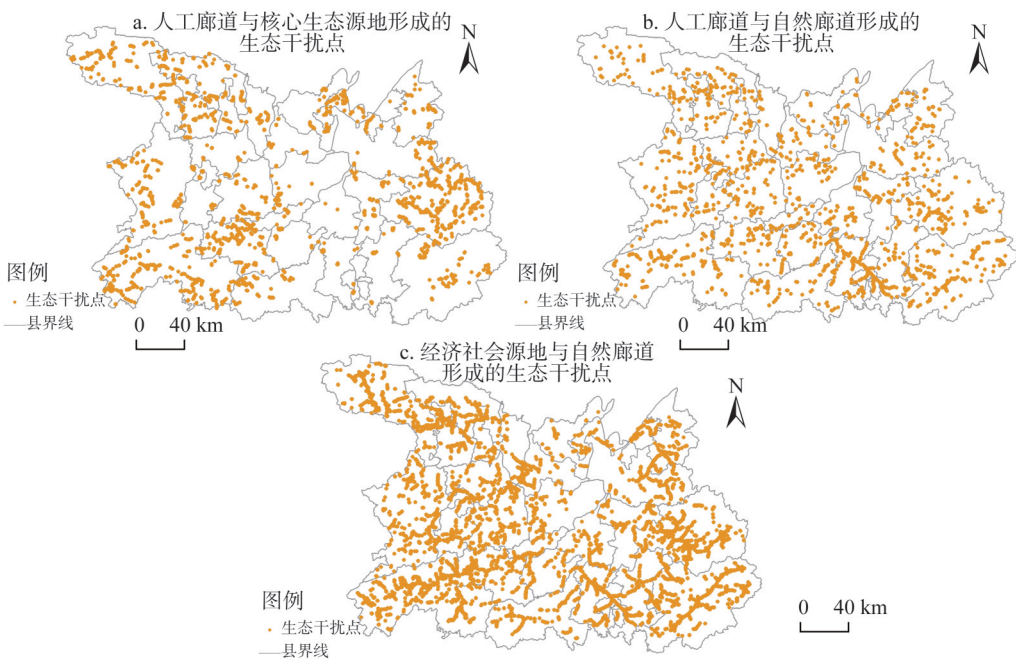 a. 人工廊道与核心生态源地形成的
生态干扰点
N
图例
生态干扰点
县界线
0 40 km
b. 人工廊道与自然廊道形成的
生态干扰点
N
图例
生态干扰点
县界线
0 40 km
c. 经济社会源地与自然廊道
形成的生态干扰点
N
图例
生态干扰点
县界线
0 40 km